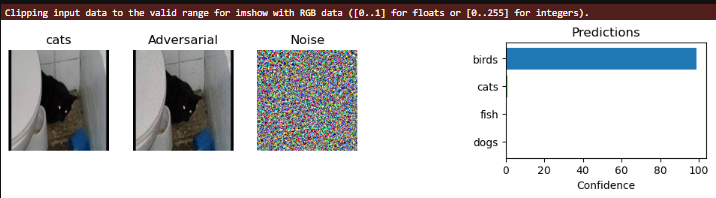 Clipping input data to the valid range for imshow with RGB data ([0..1] for floats or [0..255] for integers).
cats
Adversarial
Noise
Predictions
birds
cats
fish
dogs
0 20 40 60 80 100
Confidence